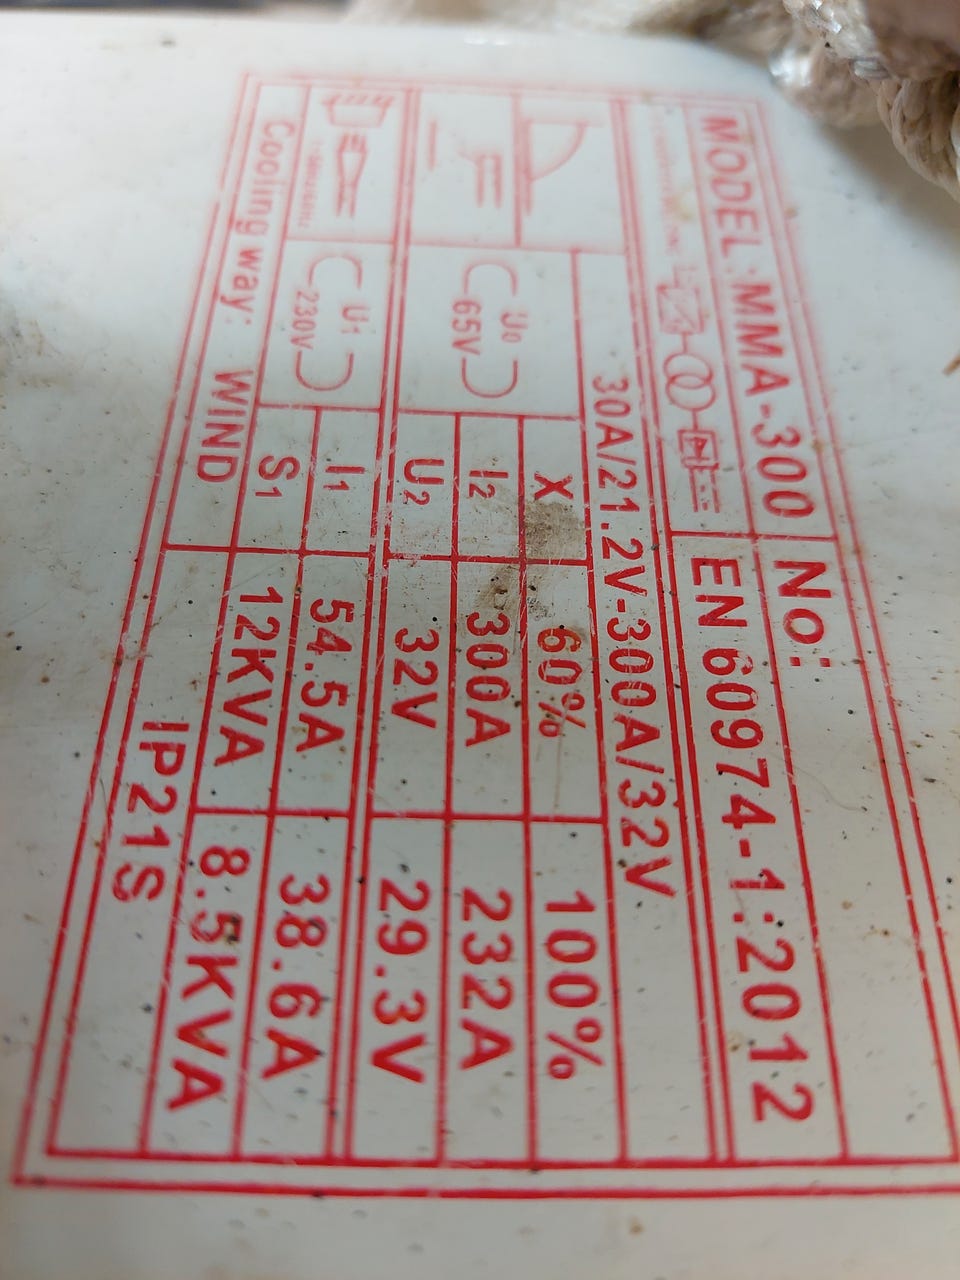 MODEL:MMA-300 No:
EN 60974-1:2012
30A/21.2V-300A/32V
X 60% 100%
U0 65V I2 300A 232A
U2 32V 29.3V
U1 230V I1 54.5A 38.6A
S1 12KVA 8.5KVA
Cooling way: WIND IP21S